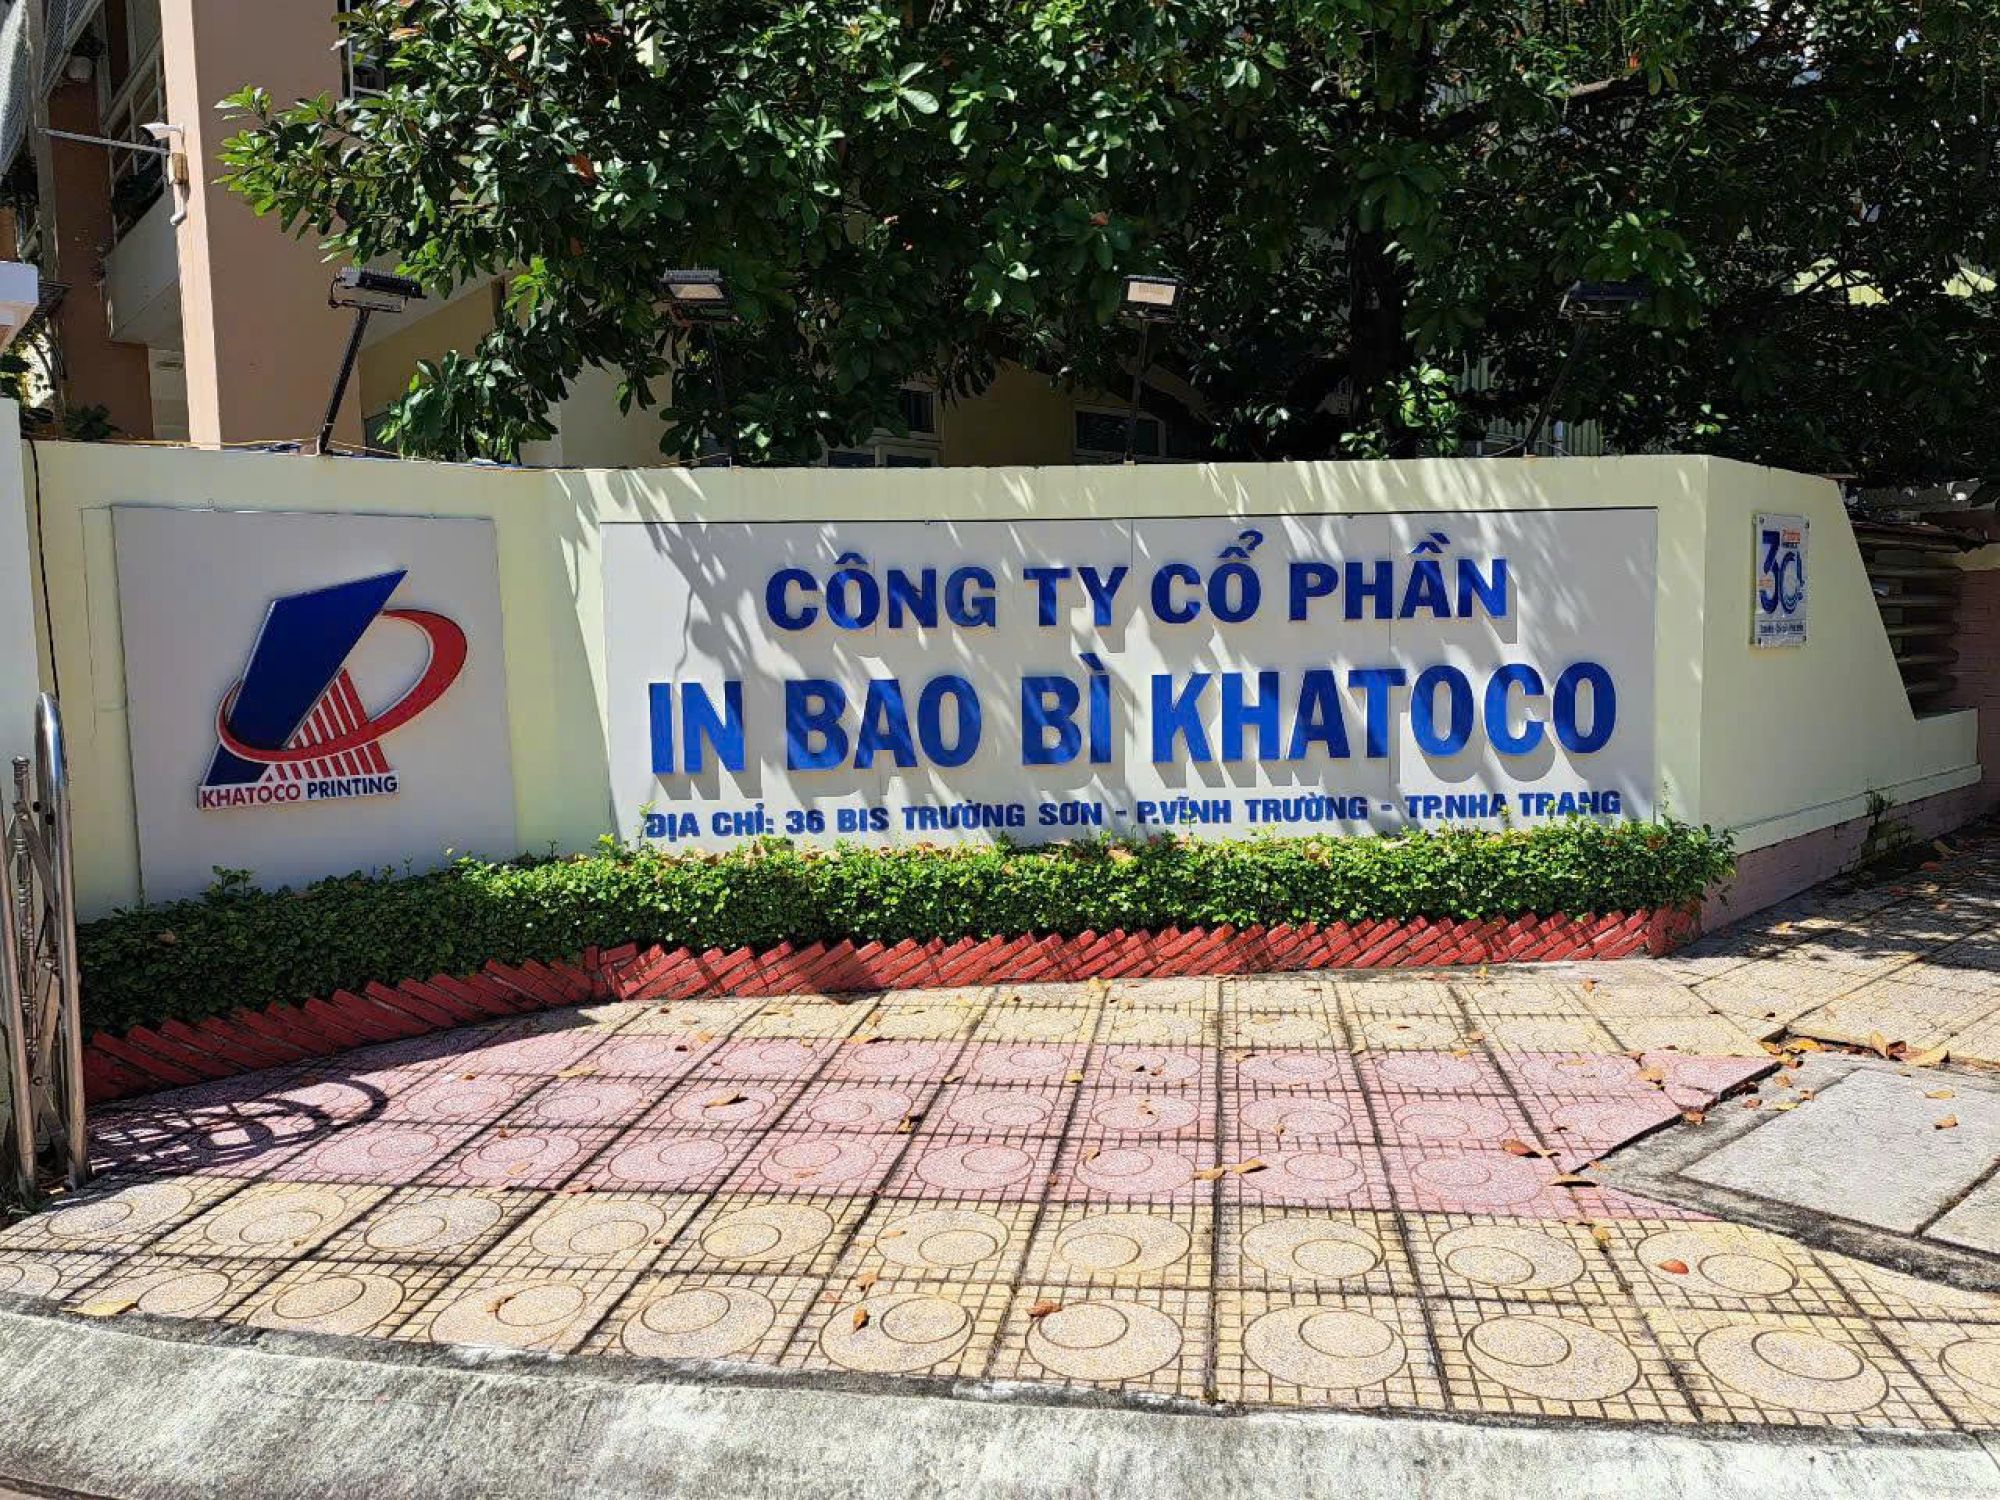 KHATOCO PRINTING
CÔNG TY CỔ PHẦN
IN BAO BÌ KHATOCO
ĐỊA CHỈ: 36 BIS TRƯỜNG SƠN - P.VĨNH TRƯỜNG - TP.NHA TRANG
30